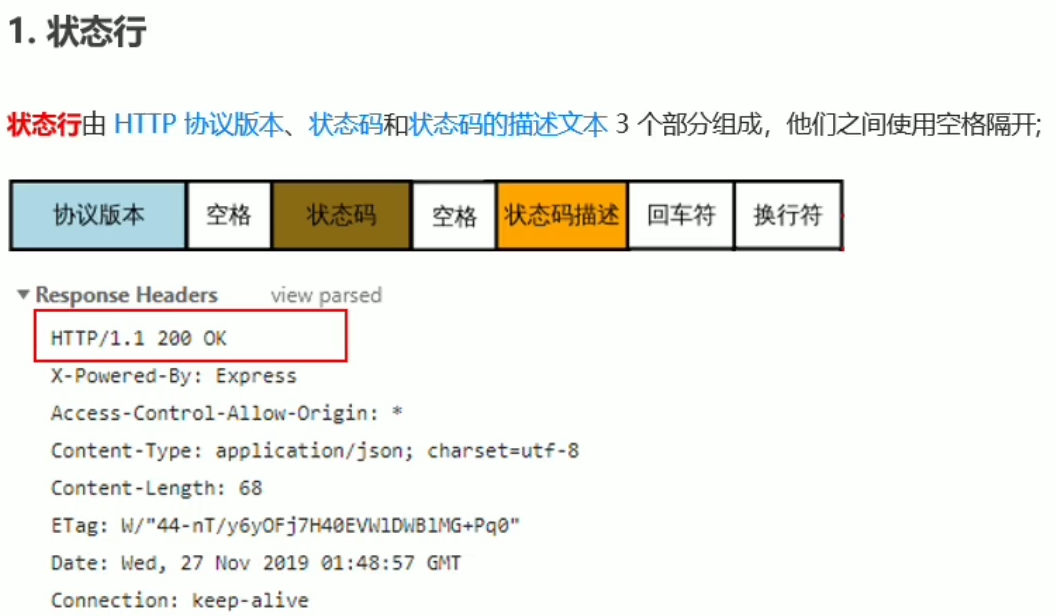 1. 状态行
状态行由 HTTP 协议版本、状态码和状态码的描述文本 3 个部分组成，他们之间使用空格隔开;
协议版本 空格 状态码 空格 状态码描述 回车符 换行符
▼ Response Headers view parsed
HTTP/1.1 200 OK
X-Powered-By: Express
Access-Control-Allow-Origin: *
Content-Type: application/json; charset=utf-8
Content-Length: 68
ETag: W/"44-nT/y6yOFj7H40EVWlDWBlMG+Pq0"
Date: Wed, 27 Nov 2019 01:48:57 GMT
Connection: keep-alive